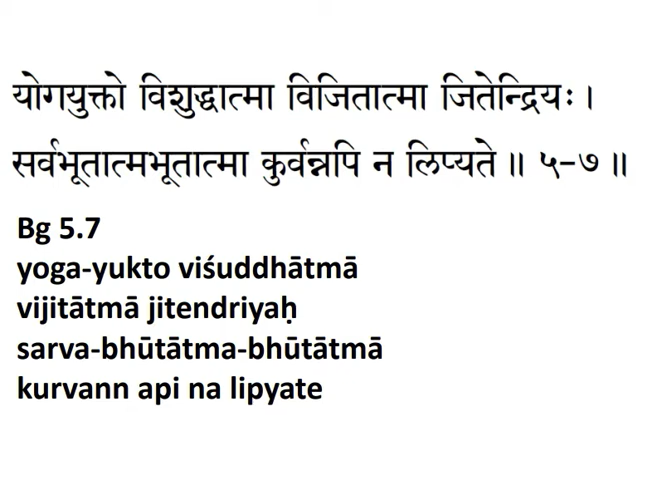 योगयुक्तो विशुद्धात्मा विजितात्मा जितेन्द्रियः ।
सर्वभूतात्मभूतात्मा कुर्वन्नपि न लिप्यते ॥ ५-७ ॥
Bg 5.7
yoga-yukto viśuddhātmā
vijitātmā jitendriyaḥ
sarva-bhūtātma-bhūtātmā
kurvann api na lipyate